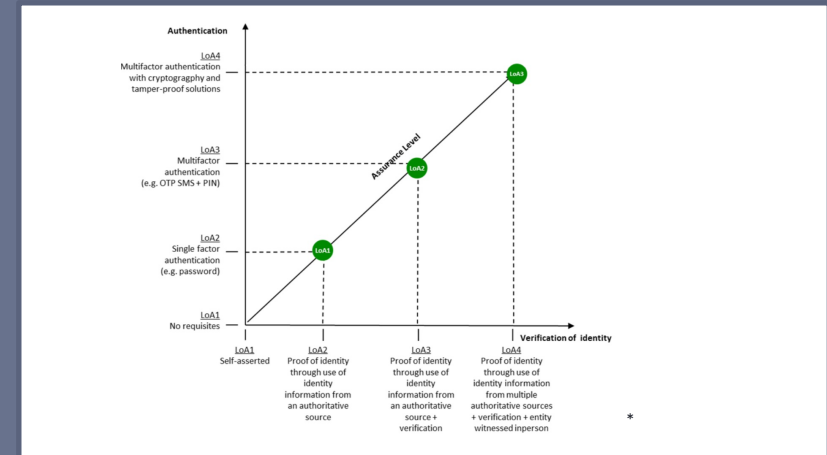 Authentication
LoA4
Multifactor authentication
with cryptogragphy and
tamper-proof solutions
LoA3
LoA3
Multifactor
authentication
(e.g. OTP SMS + PIN)
Assurance Level
LoA2
LoA2
Single factor
authentication
(e.g. password)
LoA1
LoA1
No requisites
Verification of identity
LoA1
Self-asserted
LoA2
Proof of identity
through use of
identity
information from
an authoritative
source
LoA3
Proof of identity
through use of
identity
information from
an authoritative
source +
verification
LoA4
Proof of identity
through use of
identity information
from multiple
authoritative sources
+ verification + entity
witnessed inperson
*